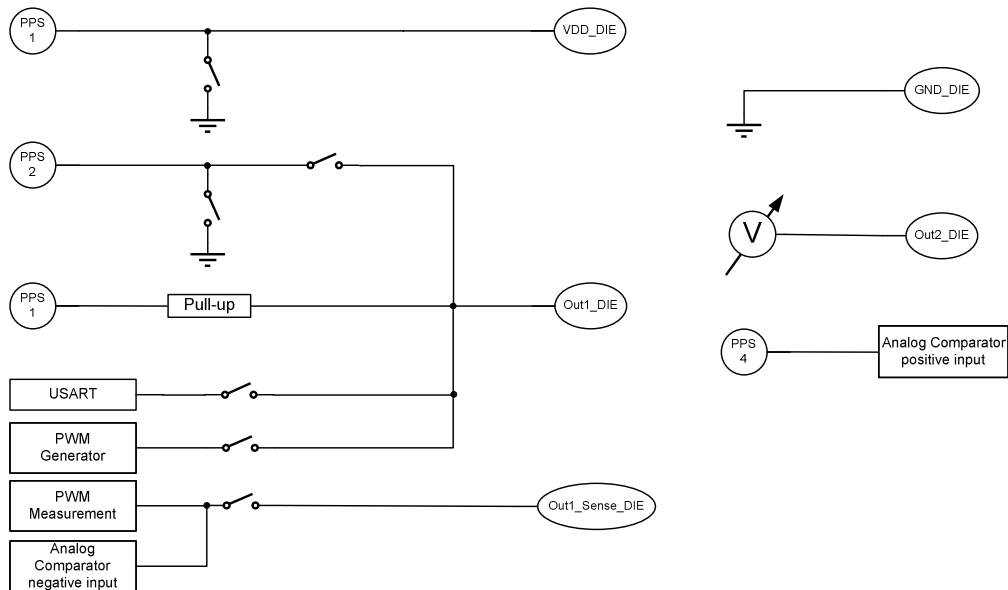 PPS
1
VDD_DIE
GND_DIE
PPS
2
V
Out2_DIE
PPS
1
Pull-up
Out1_DIE
PPS
4
Analog Comparator
positive input
USART
PWM
Generator
PWM
Measurement
Out1_Sense_DIE
Analog
Comparator
negative input